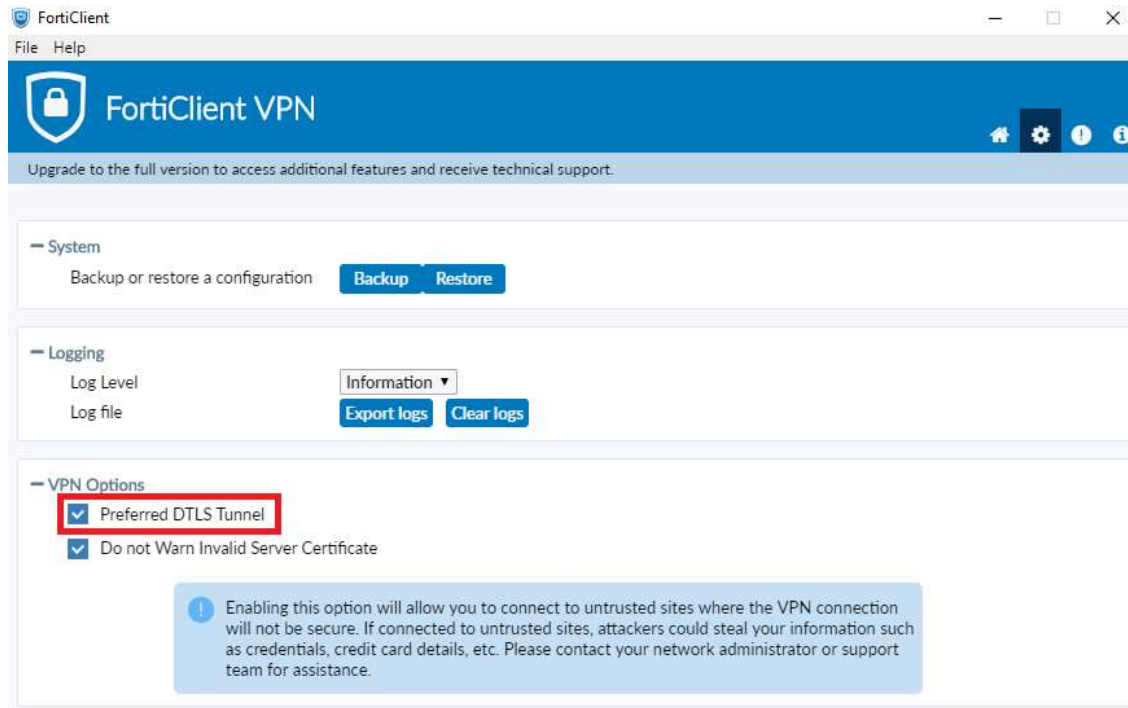 FortiClient
File Help
FortiClient VPN
Upgrade to the full version to access additional features and receive technical support.
System
Backup or restore a configuration Backup Restore
Logging
Log Level Information
Log file Export logs Clear logs
VPN Options
Preferred DTLS Tunnel
Do not Warn Invalid Server Certificate
Enabling this option will allow you to connect to untrusted sites where the VPN connection
will not be secure. If connected to untrusted sites, attackers could steal your information such
as credentials, credit card details, etc. Please contact your network administrator or support
team for assistance.